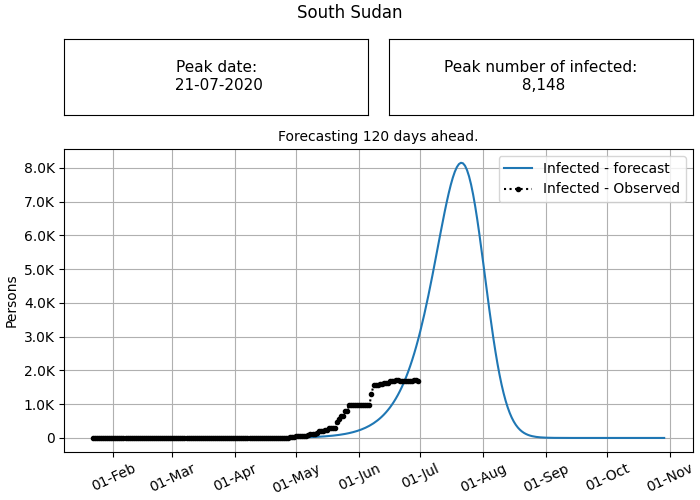 South Sudan
Peak date:
21-07-2020
Peak number of infected:
8,148
Forecasting 120 days ahead.
Infected - forecast
Infected - Observed
Persons
8.0K
7.0K
6.0K
5.0K
4.0K
3.0K
2.0K
1.0K
0
01-Feb
01-Mar
01-Apr
01-May
01-Jun
01-Jul
01-Aug
01-Sep
01-Oct
01-Nov